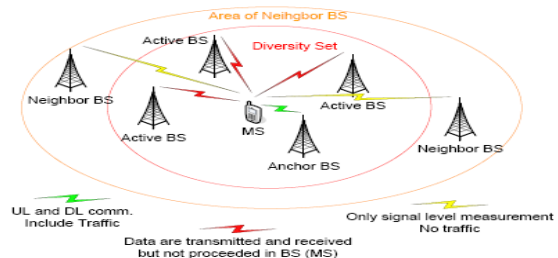 Area of Neihgbor BS
Active BS
Diversity Set
Neighbor BS
Active BS
MS
Active BS
Anchor BS
Neighbor BS
UL and DL comm.
Include Traffic
Data are transmitted and received
but not proceeded in BS (MS)
Only signal level measurement
No traffic